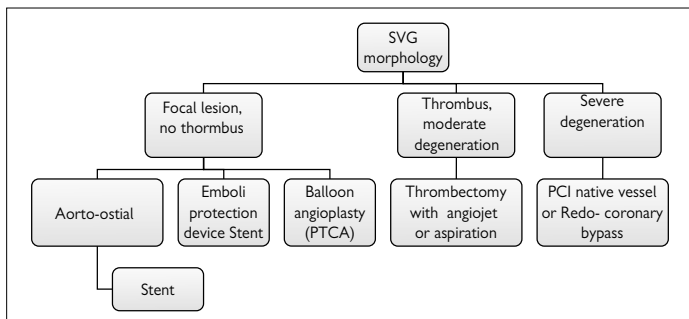 SVG
morphology
Focal lesion,
no thormbus
Thrombus,
moderate
degeneration
Severe
degeneration
Aorto-ostial
Emboli
protection
device Stent
Balloon
angioplasty
(PTCA)
Thrombectomy
with angiojet
or aspiration
PCI native vessel
or Redo- coronary
bypass
Stent